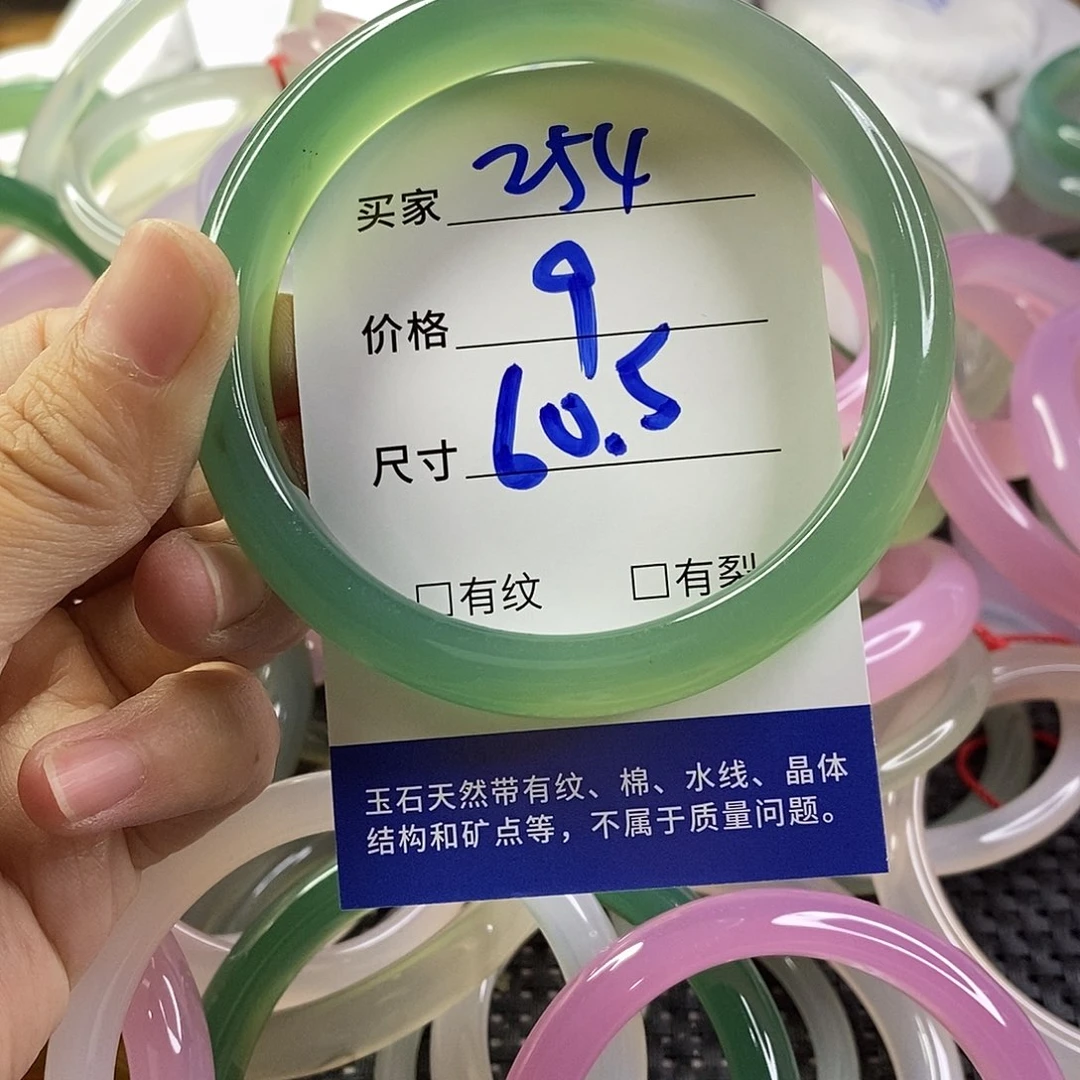 买家 254
价格 9
尺寸 60.5
□有纹 □有裂
玉石天然带有纹、棉、水线、晶体
结构和矿点等，不属于质量问题。